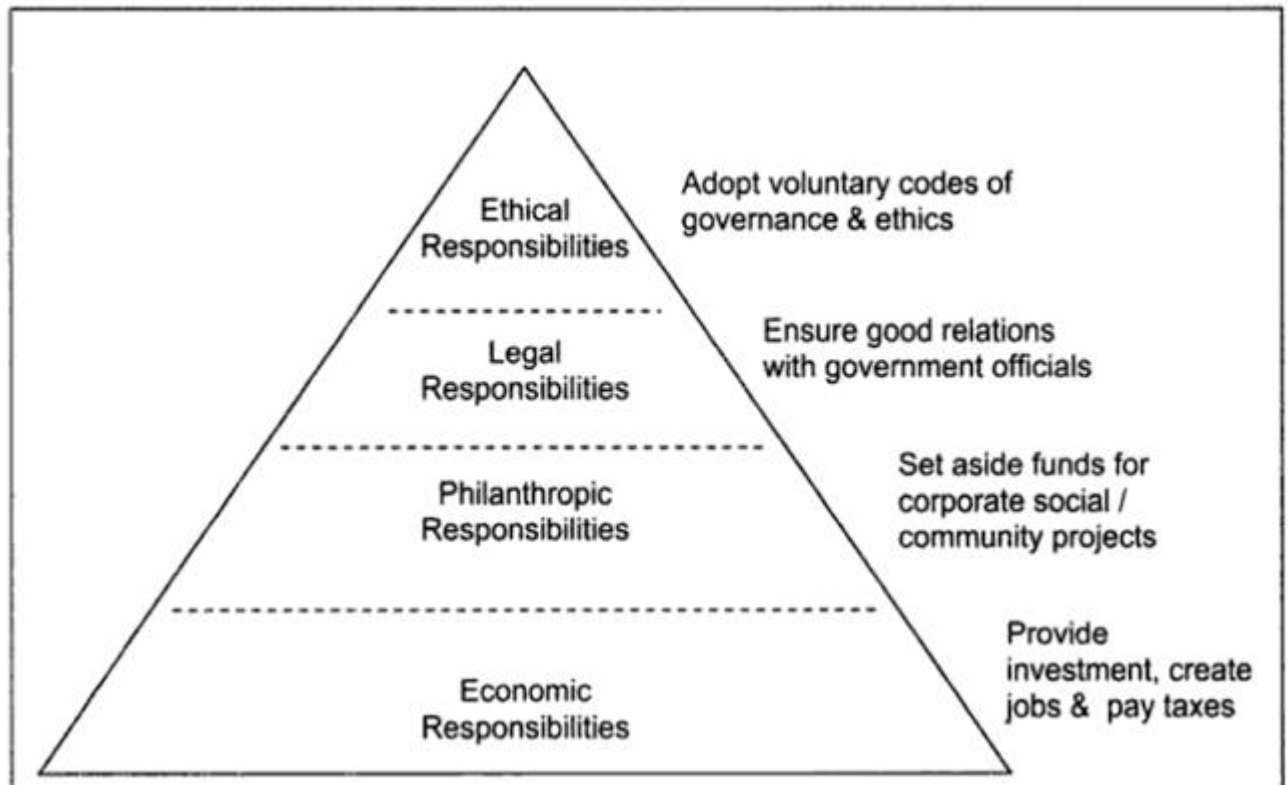 Ethical
Responsibilities
Adopt voluntary codes of
governance & ethics
Legal
Responsibilities
Ensure good relations
with government officials
Philanthropic
Responsibilities
Set aside funds for
corporate social /
community projects
Economic
Responsibilities
Provide
investment, create
jobs & pay taxes